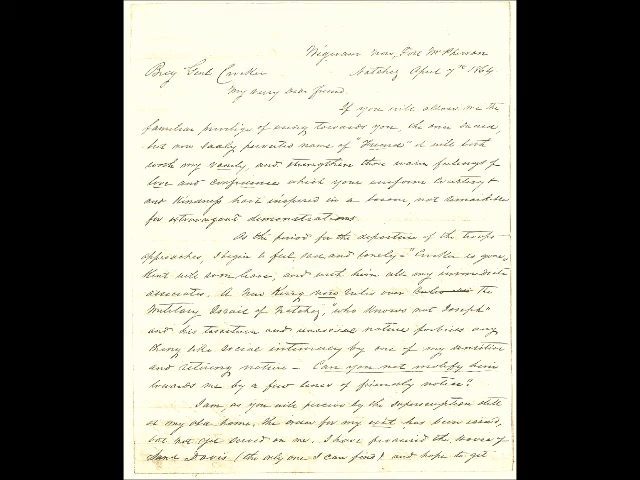 Wigwam now, Fort McPherson
Natchez April 7th 1864
Brig Genl Crocker
My very dear friend.
If you will allow me the
familiar privilege of using towards you, the once sacred,
but now badly perverted name of "Friend" it will both
my vanity, and strengthen those warm feelings of
love and confidence which your uniform courtesy
and kindness have inspired in a bosom, not remarkable
for extravagant demonstrations.
As the period for the departure of the troops
approaches, I begin to feel sad and lonely - "Crocker is gone,
will soon leave, and with him all my immediate
associates. A new King now rules over the
Military Israel of Natchez, "who knows not Joseph"
and his taciturn and unsocial nature forbids any
thing like social intimacy by one of my sensitive
and retiring nature - Can you not mollify him
towards me by a few lines of friendly notice?
I am, as you will perceive by the superscription still
at my old home, the order for my exit has been issued,
but not yet served on me. I have procured the house of
Davis (the only one I can find) and hope to get